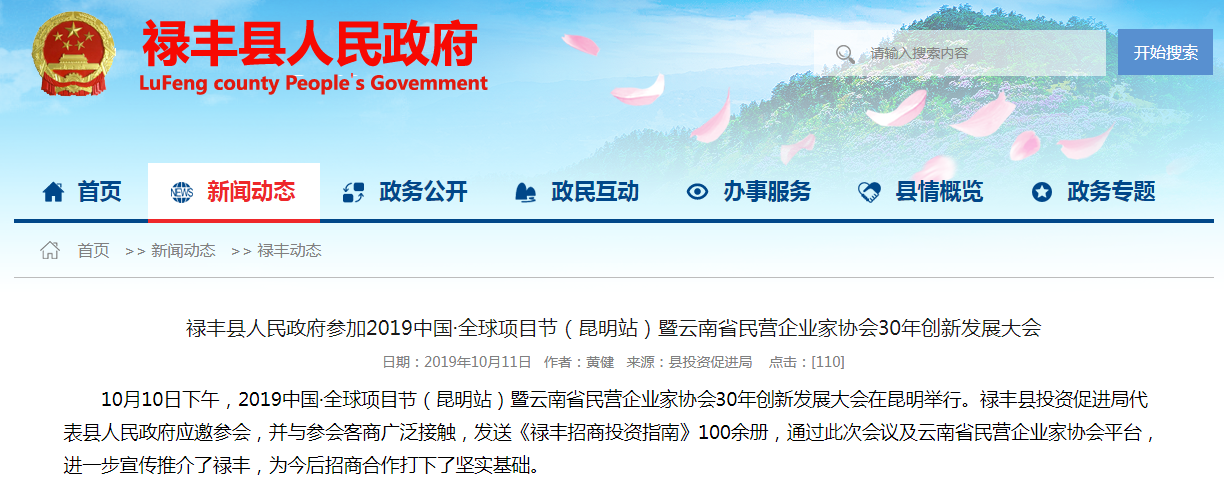 禄丰县人民政府
LuFeng county People's Govemment
请输入搜索内容
开始搜索
首页 NEWS 新闻动态 政务公开 政民互动 办事服务 县情概览 政务专题
首页 >> 新闻动态 >> 禄丰动态
禄丰县人民政府参加2019中国·全球项目节（昆明站）暨云南省民营企业家协会30年创新发展大会
日期：2019年10月11日 作者：黄健 来源：县投资促进局 点击：[110]
10月10日下午，2019中国·全球项目节（昆明站）暨云南省民营企业家协会30年创新发展大会在昆明举行。禄丰县投资促进局代
表县人民政府应邀参会，并与参会客商广泛接触，发送《禄丰招商投资指南》100余册，通过此次会议及云南省民营企业家协会平台，
进一步宣传推介了禄丰，为今后招商合作打下了坚实基础。